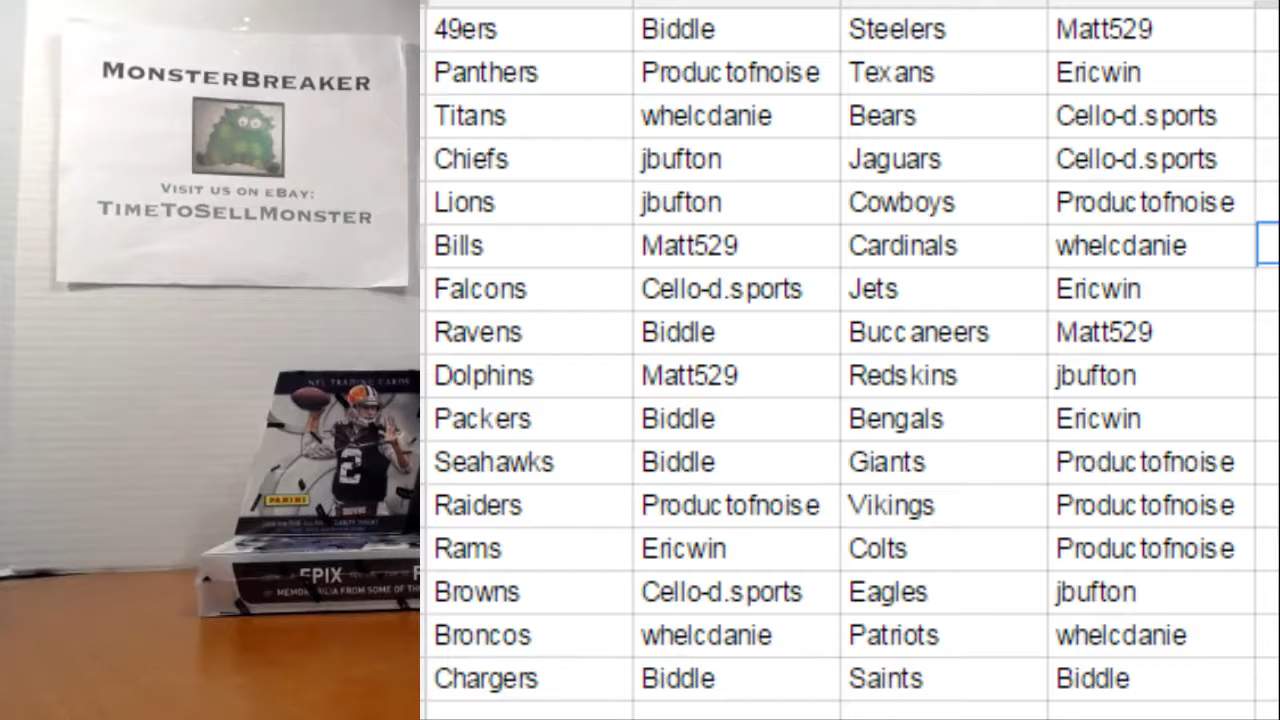 MONSTERBREAKER
VISIT US ON EBAY:
TIMETOSELLMONSTER
NFL TRADING CARDS
2
PANINI
EPIX
49ers Biddle Steelers Matt529
Panthers Productofnoise Texans Ericwin
Titans whelcdanie Bears Cello-d.sports
Chiefs jbufton Jaguars Cello-d.sports
Lions jbufton Cowboys Productofnoise
Bills Matt529 Cardinals whelcdanie
Falcons Cello-d.sports Jets Ericwin
Ravens Biddle Buccaneers Matt529
Dolphins Matt529 Redskins jbufton
Packers Biddle Bengals Ericwin
Seahawks Biddle Giants Productofnoise
Raiders Productofnoise Vikings Productofnoise
Rams Ericwin Colts Productofnoise
Browns Cello-d.sports Eagles jbufton
Broncos whelcdanie Patriots whelcdanie
Chargers Biddle Saints Biddle